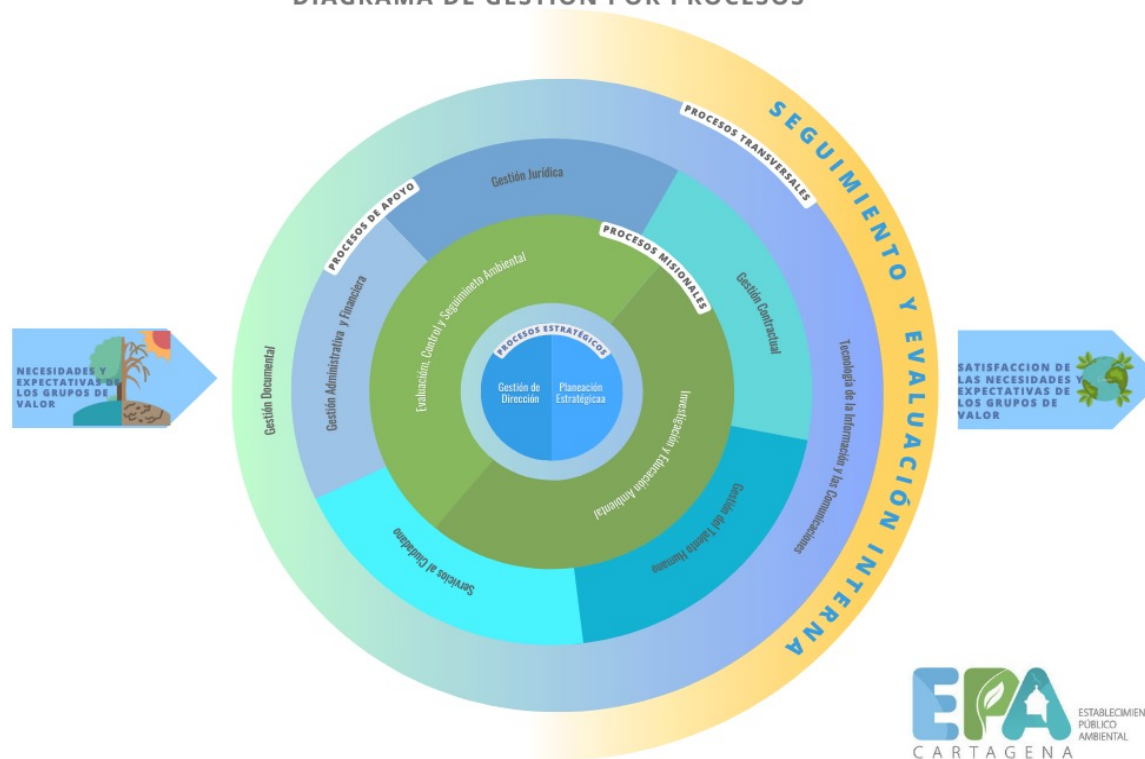 DIAGRAMA DE GESTIÓN POR PROCESOS
SEGUIMIENTO Y EVALUACIÓN INTERNA
PROCESOS TRANSVERSALES
Gestión Documental
Tecnología de la Información y las Comunicaciones
PROCESOS DE APOYO
Gestión Jurídica
Gestión Administrativa y Financiera
Gestión Contractual
Servicios al Ciudadano
Gestión del Talento Humano
PROCESOS MISIONALES
Evaluaciónm, Control y Seguimineto Ambiental
Investigación y Educación Ambiental
PROCESOS ESTRATÉGICOS
Gestión de
Dirección
Planeación
Estratégicaa
NECESIDADES Y
EXPECTATIVAS DE
LOS GRUPOS DE
VALOR
SATISFACCION DE
LAS NECESIDADES Y
EXPECTATIVAS DE
LOS GRUPOS DE
VALOR
EPA
CARTAGENA
ESTABLECIMIEN
PÚBLICO
AMBIENTAL